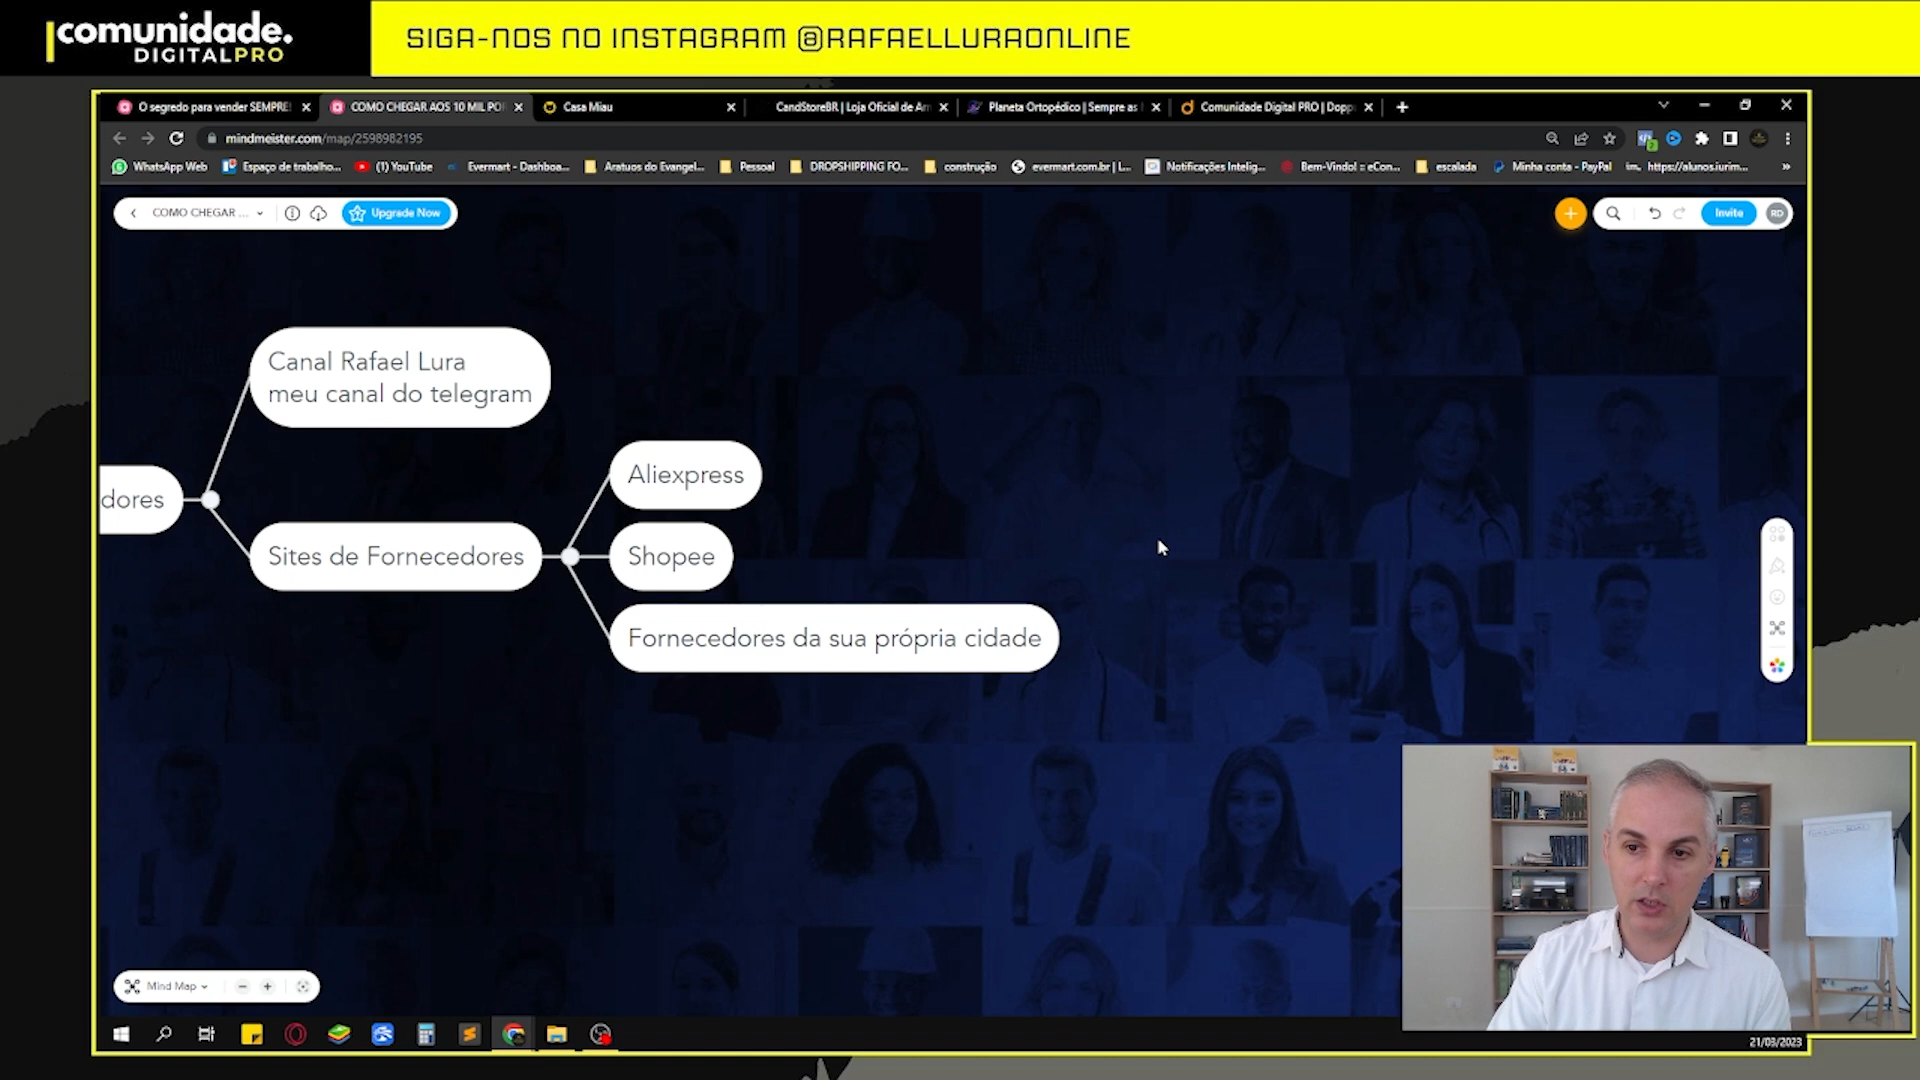 comunidade.
DIGITALPRO
SIGA-NOS NO INSTAGRAM @RAFAELLURAONLINE
O segredo para vender SEMPRE!
COMO CHEGAR AOS 10 MIL POR
Casa Miau
CandStoreBR | Loja Oficial de Arr
Planeta Ortopédico | Sempre as
Comunidade Digital PRO | Dopp
mindmeister.com/map/2598982195
WhatsApp Web
Espaço de trabalho...
(1) YouTube
Evermart - Dashboa...
Aratuos do Evangel...
Pessoal
DROPSHIPPING FO...
construção
evermart.com.br | L...
Notificações Intelig...
Bem-Vindo! :: eCon...
escalada
Minha conta - PayPal
https://alunos.iurim...
COMO CHEGAR ...
Upgrade Now
Invite
RD
Canal Rafael Lura
meu canal do telegram
dores
Sites de Fornecedores
Aliexpress
Shopee
Fornecedores da sua própria cidade
Mind Map
21/03/2023